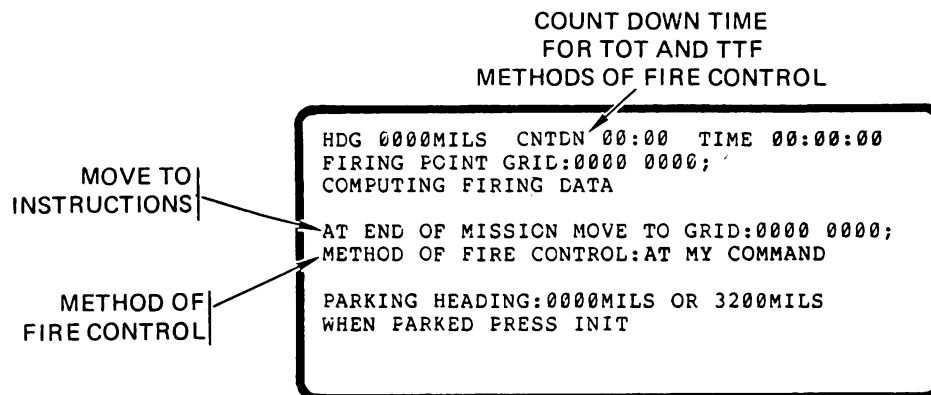 COUNT DOWN TIME
FOR TOT AND TTF
METHODS OF FIRE CONTROL
HDG 0000MILS CNTDN 00:00 TIME 00:00:00
FIRING POINT GRID:0000 0000;
COMPUTING FIRING DATA
MOVE TO
INSTRUCTIONS
AT END OF MISSION MOVE TO GRID:0000 0000;
METHOD OF FIRE CONTROL:AT MY COMMAND
METHOD OF
FIRE CONTROL
PARKING HEADING:0000MILS OR 3200MILS
WHEN PARKED PRESS INIT